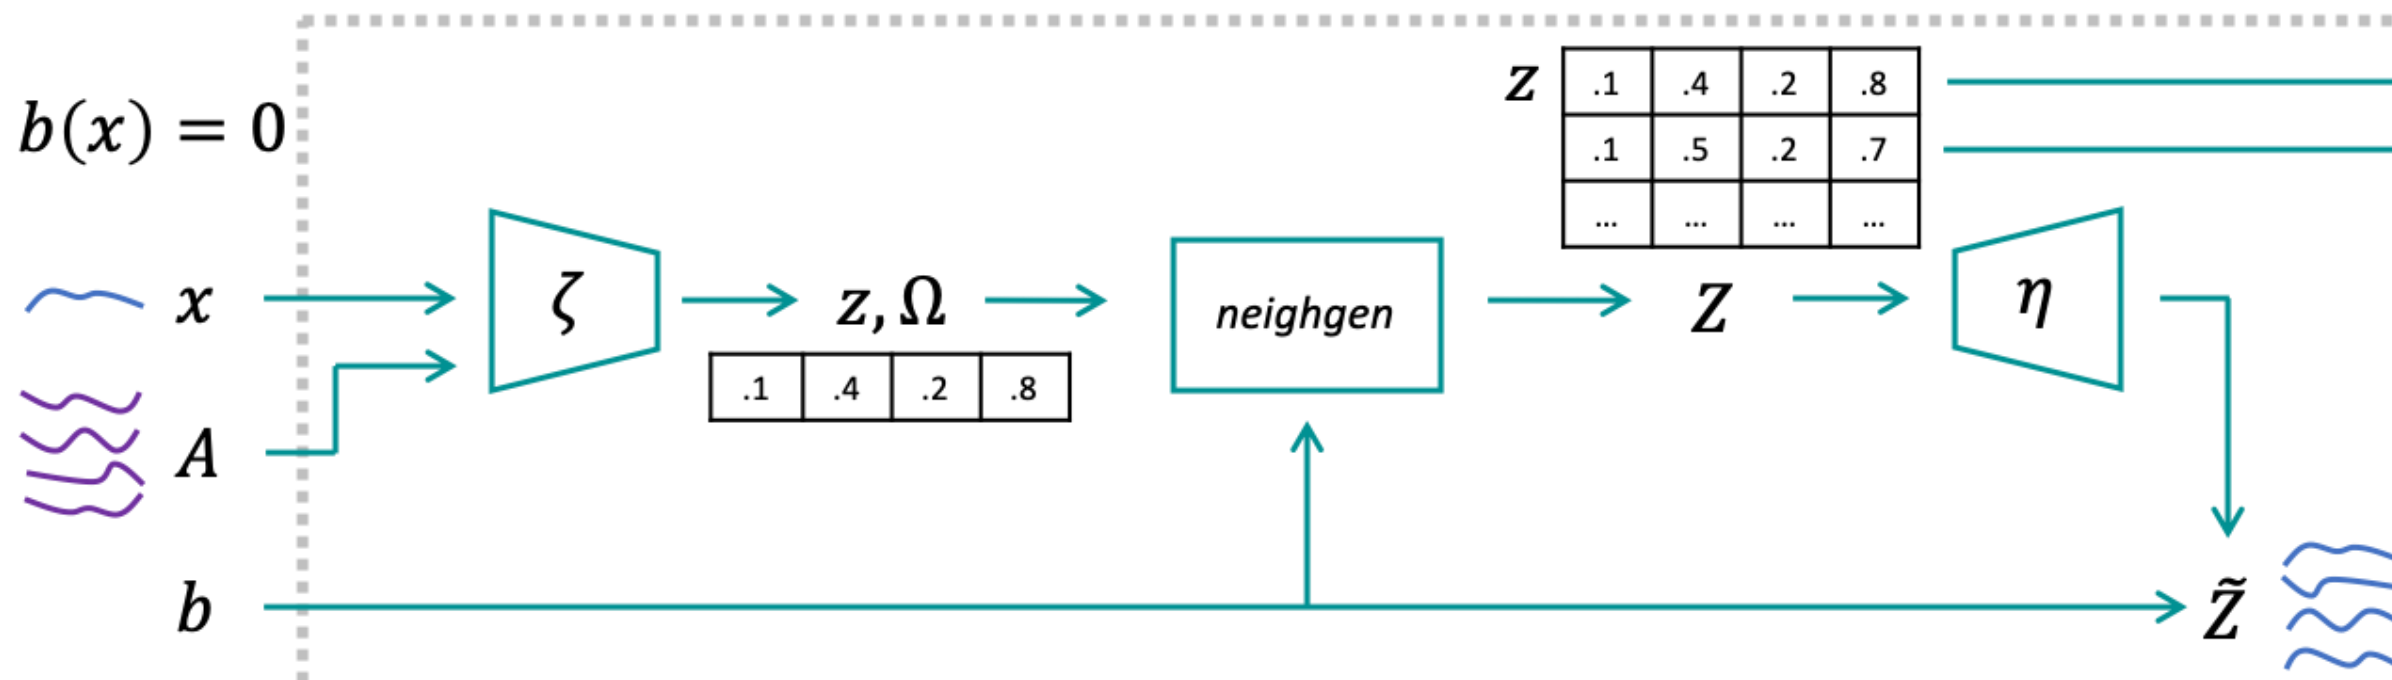 b(x) = 0
z
.1 .4 .2 .8
.1 .5 .2 .7
... ... ... ...
x
ζ
z, Ω
neighgen
Z
η
.1 .4 .2 .8
A
b
Z̃